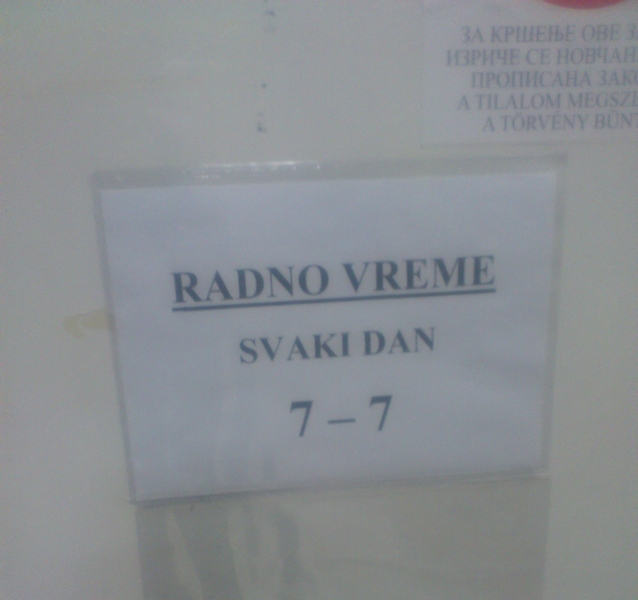 ЗА КРШЕЊЕ ОВЕ
ИЗРИЧЕ СЕ
ПРОПИСАНА
A TILALOM
A TÖRVÉNY
RADNO VREME
SVAKI DAN
7 – 7